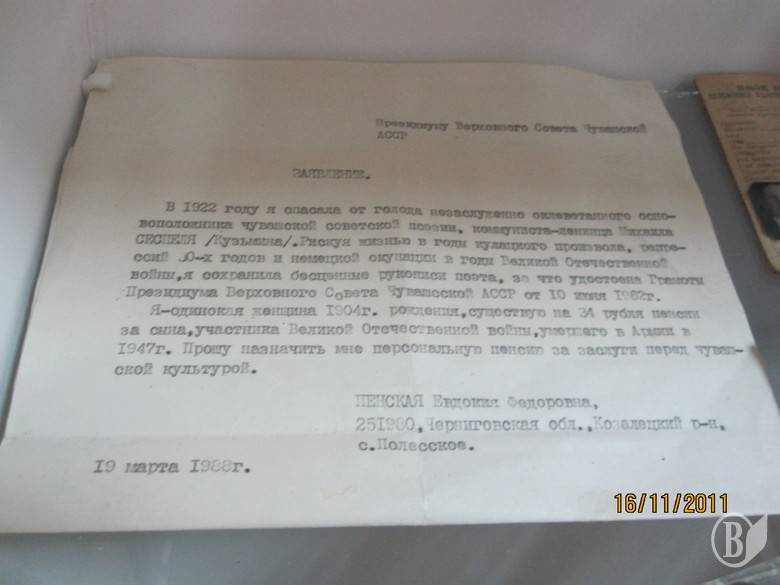 Президиуму Верховного Совета Чувашской
АССР
ЗАЯВЛЕНИЕ.
В 1922 году я спасала от голода незаслуженно оклеветанного осно-
воположника чувашской советской поэзии, коммуниста-ленинца Михаила
СЕСПЕЛЯ /Кузьмина/.Рискуя жизнью в годы кулацкого произвола, репрес-
сий 30-х годов и немецкой окупации в годы Великой Отечественной
войны,я сохранила бесценные рукописи поэта, за что удостоена Грамоты
Президиума Верховного Совета Чувашсской АССР от 10 июня 1962г.
Я-одинокая женщина 1904г. рождения,существую на 34 рубля пенсии
за сына,участника Великой Отечественной войны,умершего в Армии в
1947г. Прошу назначить мне персональную пенсию за заслуги перед чуваш-
ской культурой.
ПЕНСКАЯ Евдокия Федоровна,
251980,Черниговская обл.,Козелецкий р-н,
с.Полесское.
19 марта 1988г.
16/11/2011
В